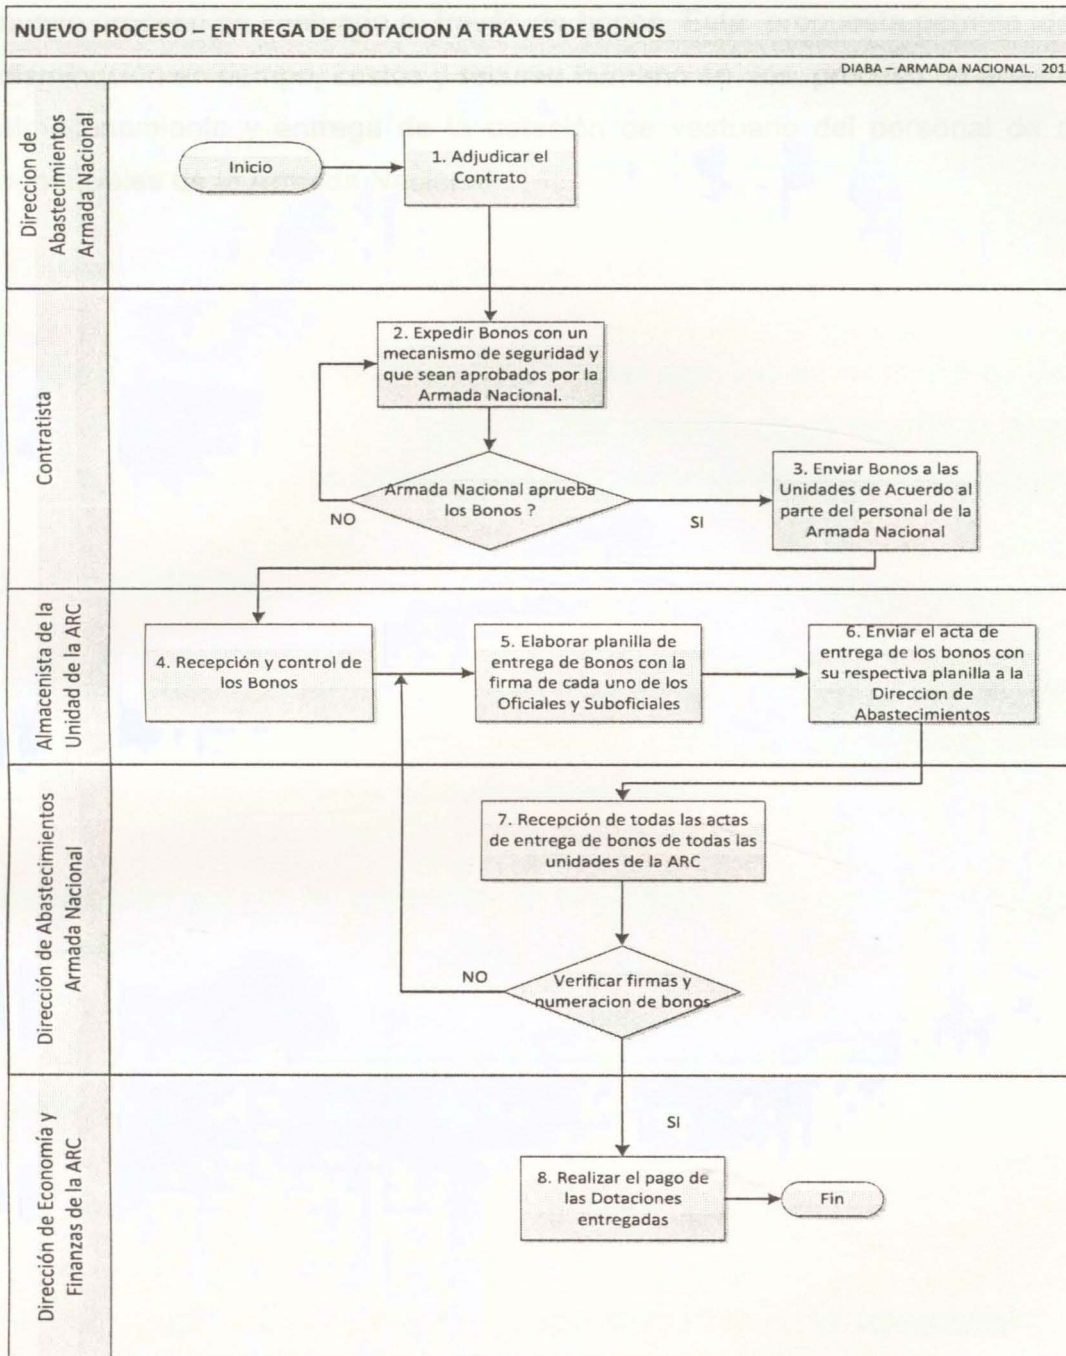 NUEVO PROCESO – ENTREGA DE DOTACION A TRAVES DE BONOS
DIABA – ARMADA NACIONAL. 201
Direccion de
Abastecimientos
Armada Nacional
Inicio
1. Adjudicar el
Contrato
Contratista
2. Expedir Bonos con un
mecanismo de seguridad y
que sean aprobados por la
Armada Nacional.
Armada Nacional aprueba
los Bonos ?
NO
SI
3. Enviar Bonos a las
Unidades de Acuerdo al
parte del personal de la
Armada Nacional
Almacenista de la
Unidad de la ARC
4. Recepción y control de
los Bonos
5. Elaborar planilla de
entrega de Bonos con la
firma de cada uno de los
Oficiales y Suboficiales
6. Enviar el acta de
entrega de los bonos con
su respectiva planilla a la
Direccion de
Abastecimientos
Dirección de Abastecimientos
Armada Nacional
7. Recepción de todas las actas
de entrega de bonos de todas las
unidades de la ARC
NO
Verificar firmas y
numeracion de bonos
Dirección de Economía y
Finanzas de la ARC
SI
8. Realizar el pago de
las Dotaciones
entregadas
Fin